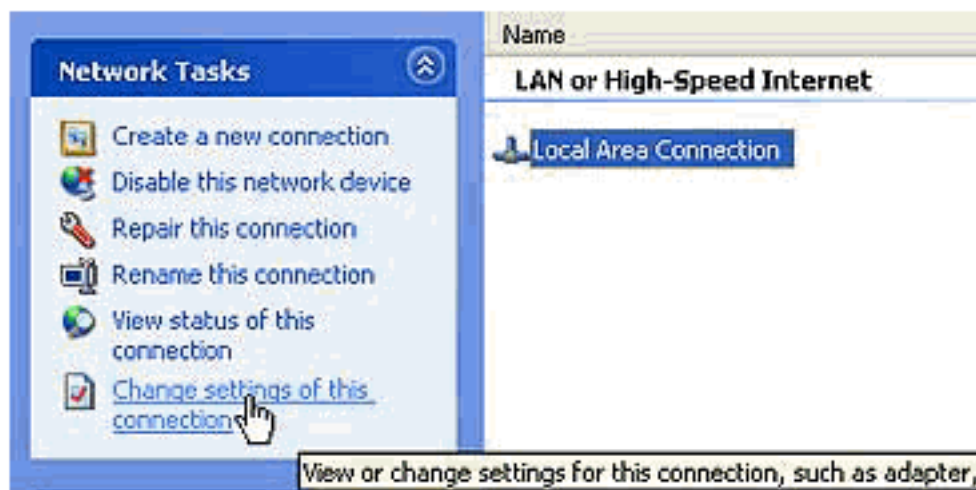 Name
Network Tasks
LAN or High-Speed Internet
Create a new connection
Local Area Connection
Disable this network device
Repair this connection
Rename this connection
View status of this
connection
Change settings of this
connection
View or change settings for this connection, such as adapter,